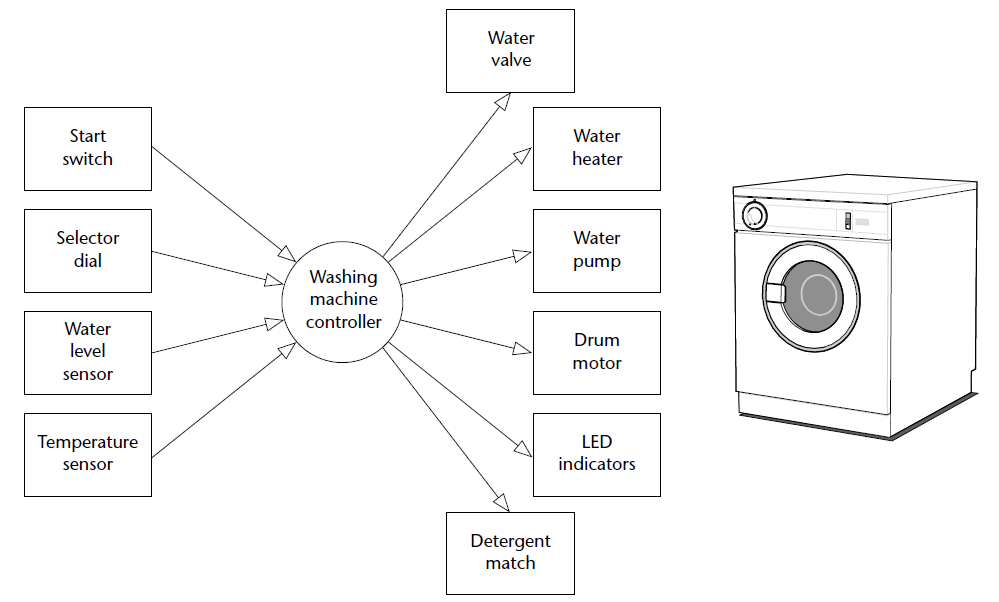 Water
valve
Start
switch
Water
heater
Selector
dial
Water
pump
Washing
machine
controller
Water
level
sensor
Drum
motor
Temperature
sensor
LED
indicators
Detergent
match